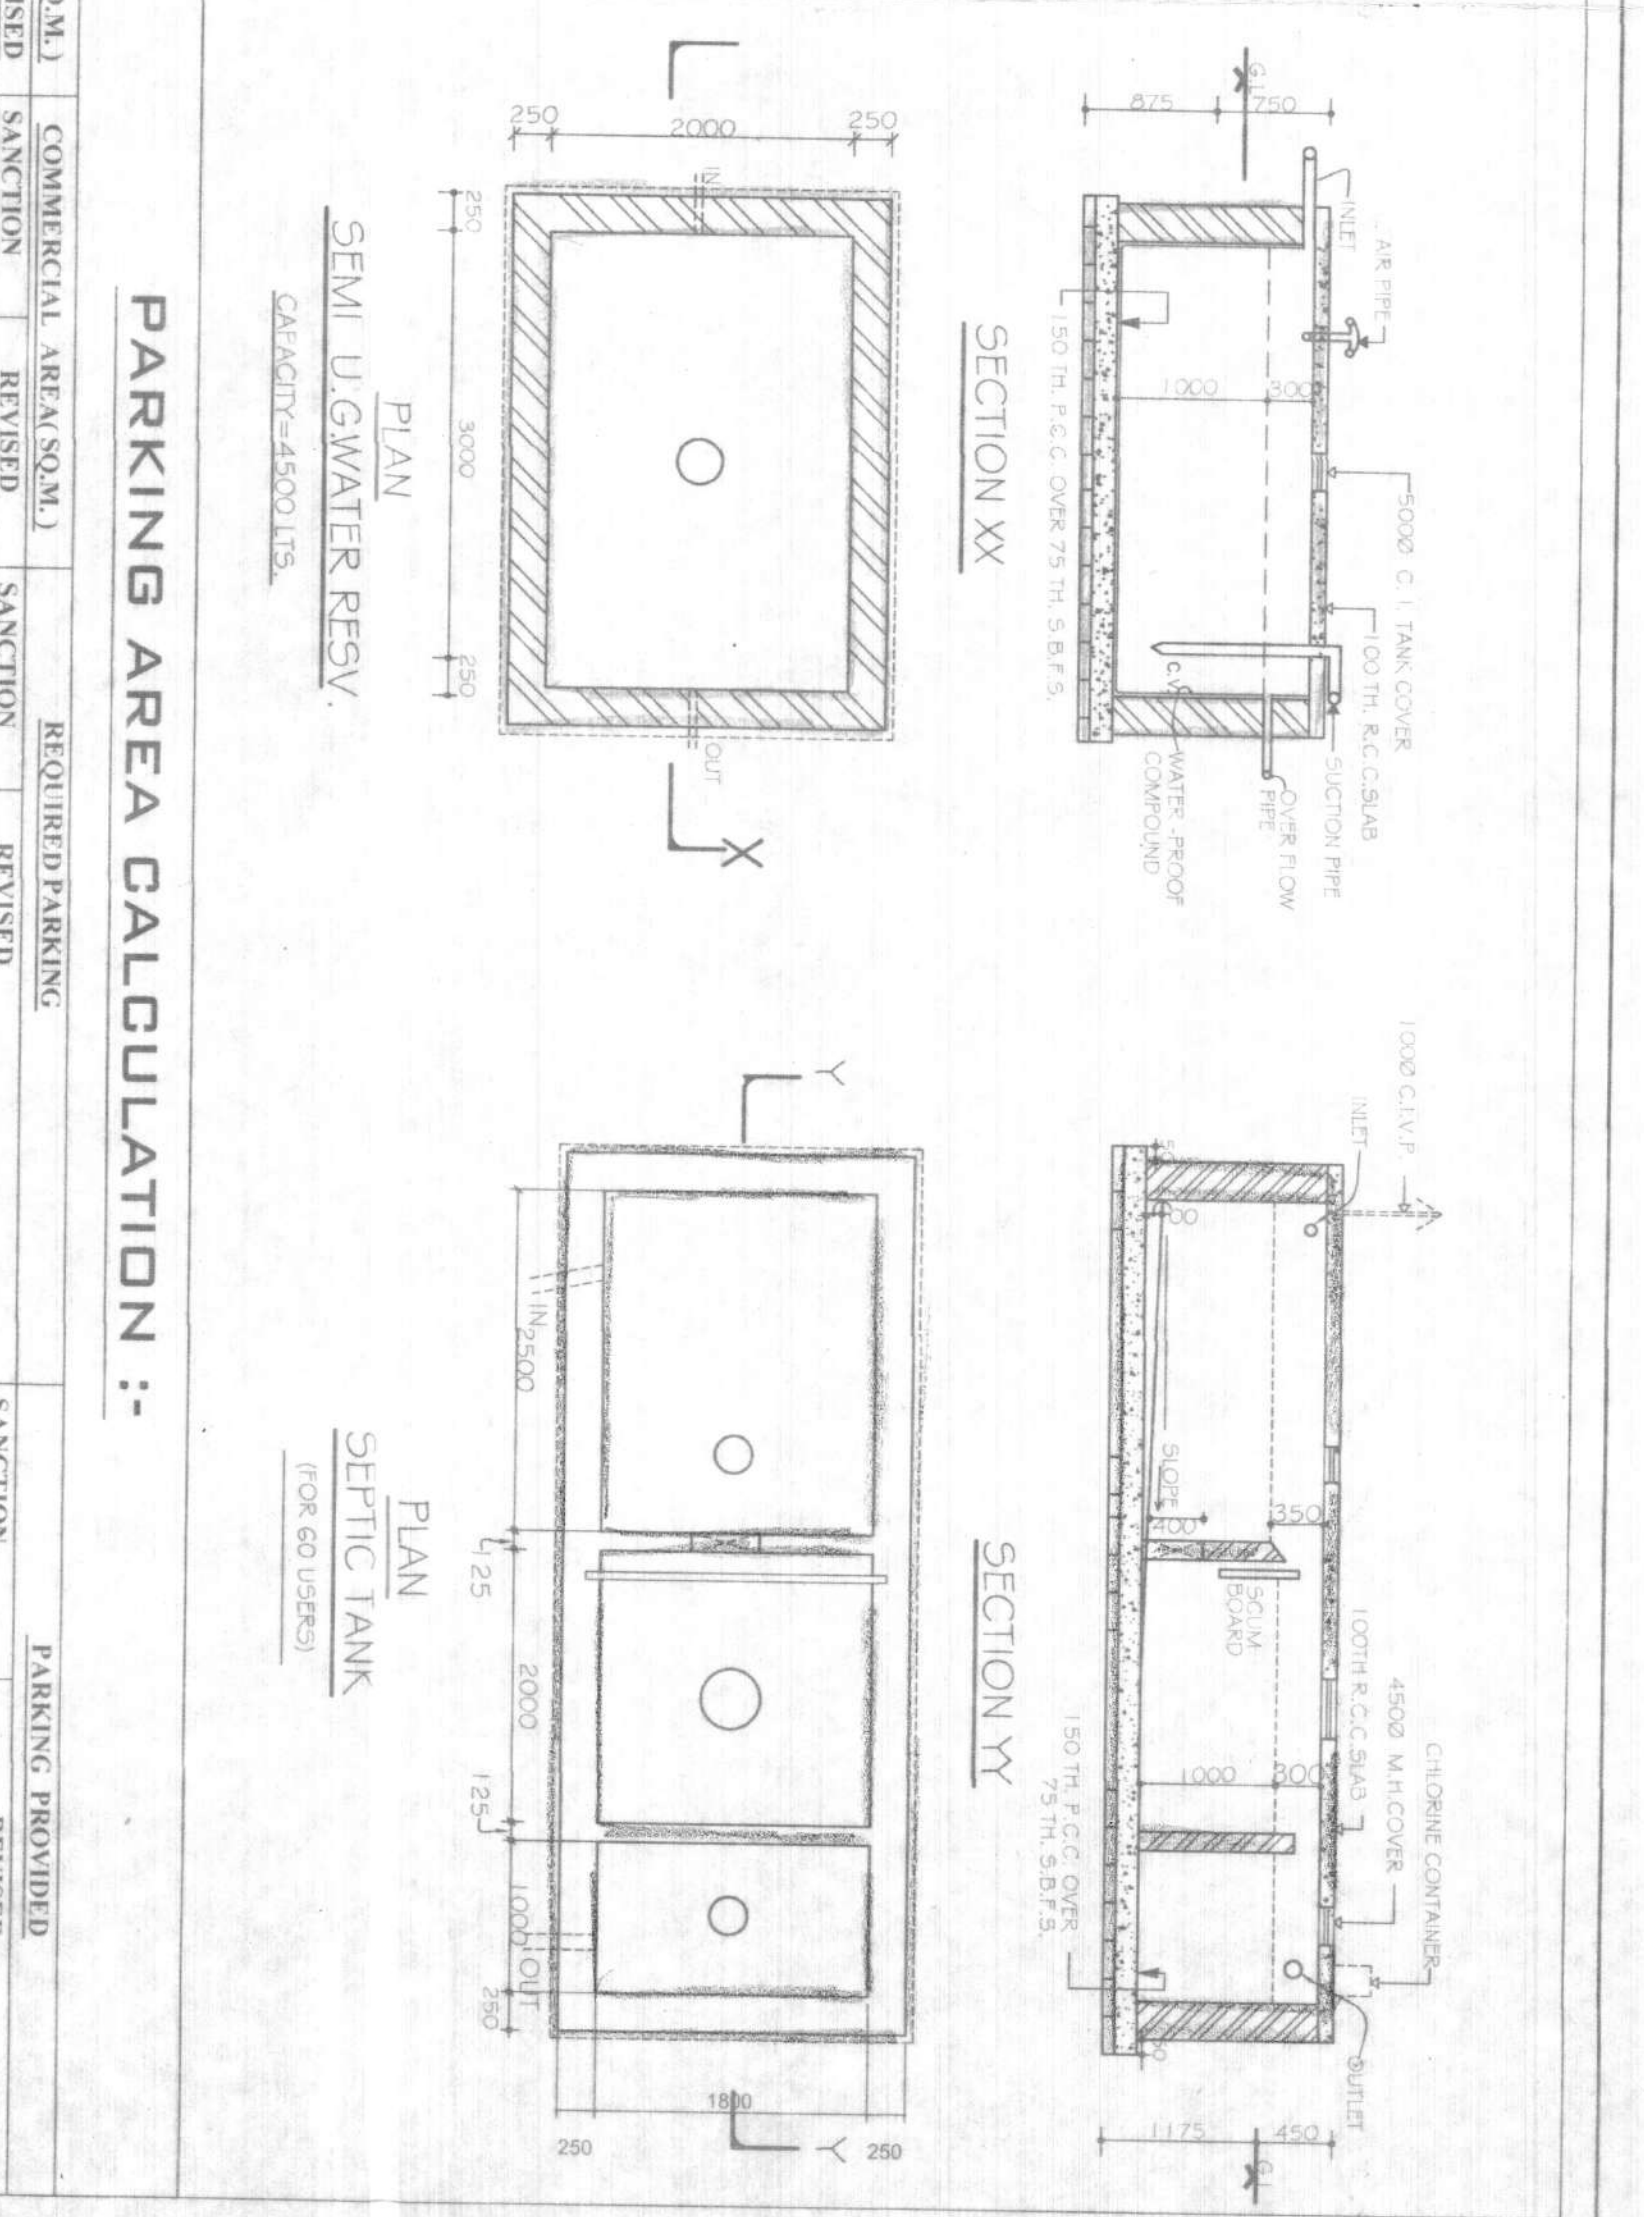 G.L
750
875
INLET
AIR PIPE
5000 C. I. TANK COVER
100 TH. R.C.C.SLAB
SUCTION PIPE
OVER FLOW
PIPE
1000
300
C.V.
WATER -PROOF
COMPOUND
150 TH. P.C.C. OVER 75 TH. S.B.F.S.
SECTION XX
250
2000
250
IN
OUT
X
250
3000
250
PLAN
SEMI U.G.WATER RESV.
CAPACITY=4500 LTS.
1000 C.I.V.P
INLET
CHLORINE CONTAINER
4500 M.H.COVER
100TH R.C.C.SLAB
OUTLET
350
SCUM
BOARD
400
SLOPE
1000
300
450
1175
G.L
150 TH. P.C.C. OVER
75 TH. S.B.F.S.
SECTION YY
Y
Y
250
1800
250
IN
OUT
2500
125
2000
125
1000
250
PLAN
SEPTIC TANK
(FOR 60 USERS)
PARKING AREA CALCULATION :-
COMMERCIAL AREA( SQ.M. )
REQUIRED PARKING
PARKING PROVIDED
SANCTION
REVISED
SANCTION
REVISED
SANCTION